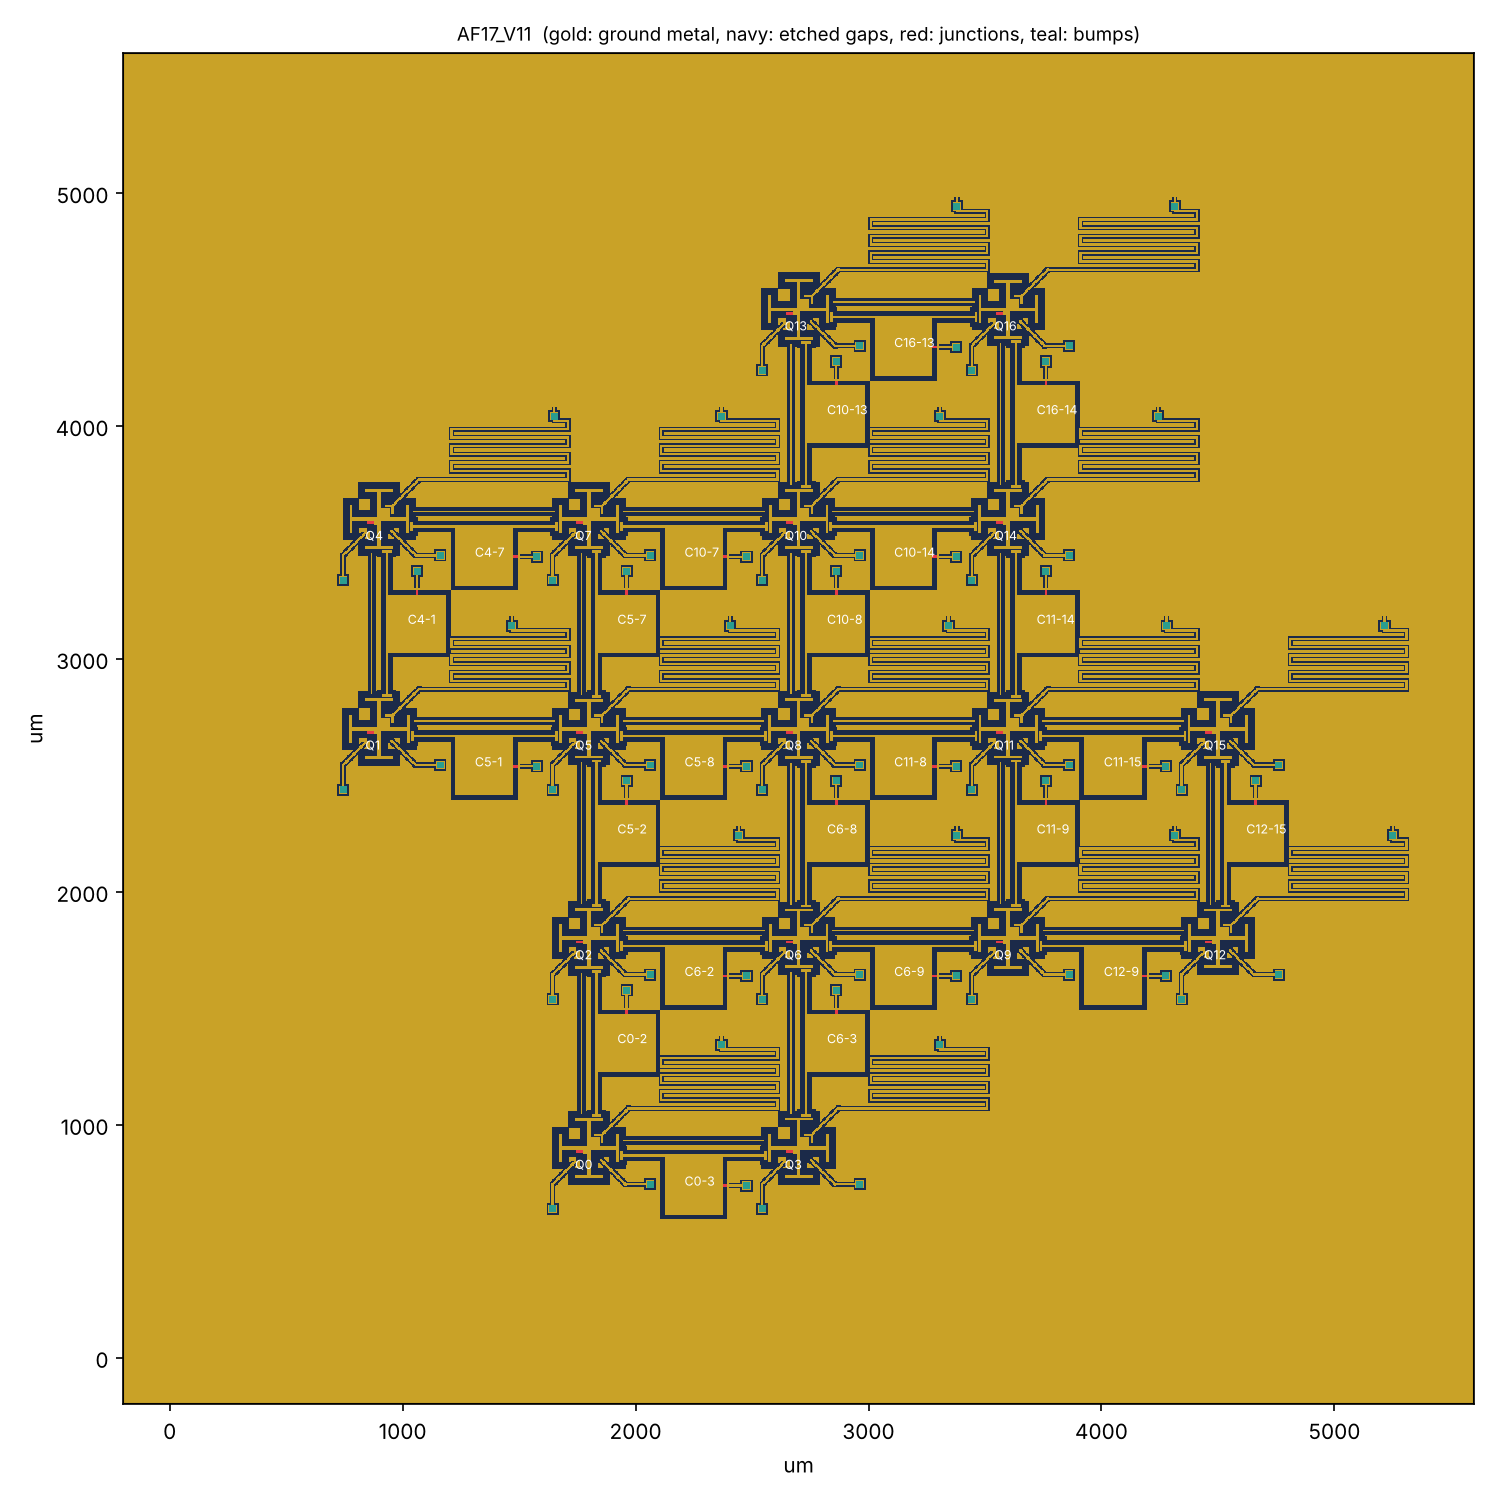 AF17_V11 (gold: ground metal, navy: etched gaps, red: junctions, teal: bumps)
um
5000
4000
3000
2000
1000
0
Q13
Q16
C16-13
C10-13
C16-14
Q4
Q7
Q10
Q14
C4-7
C10-7
C10-14
C4-1
C5-7
C10-8
C11-14
Q1
Q5
Q8
Q11
Q15
C5-1
C5-8
C11-8
C11-15
C5-2
C6-8
C11-9
C12-15
Q2
Q6
Q9
Q12
C6-2
C6-9
C12-9
C0-2
C6-3
Q0
Q3
C0-3
0
1000
2000
3000
4000
5000
um